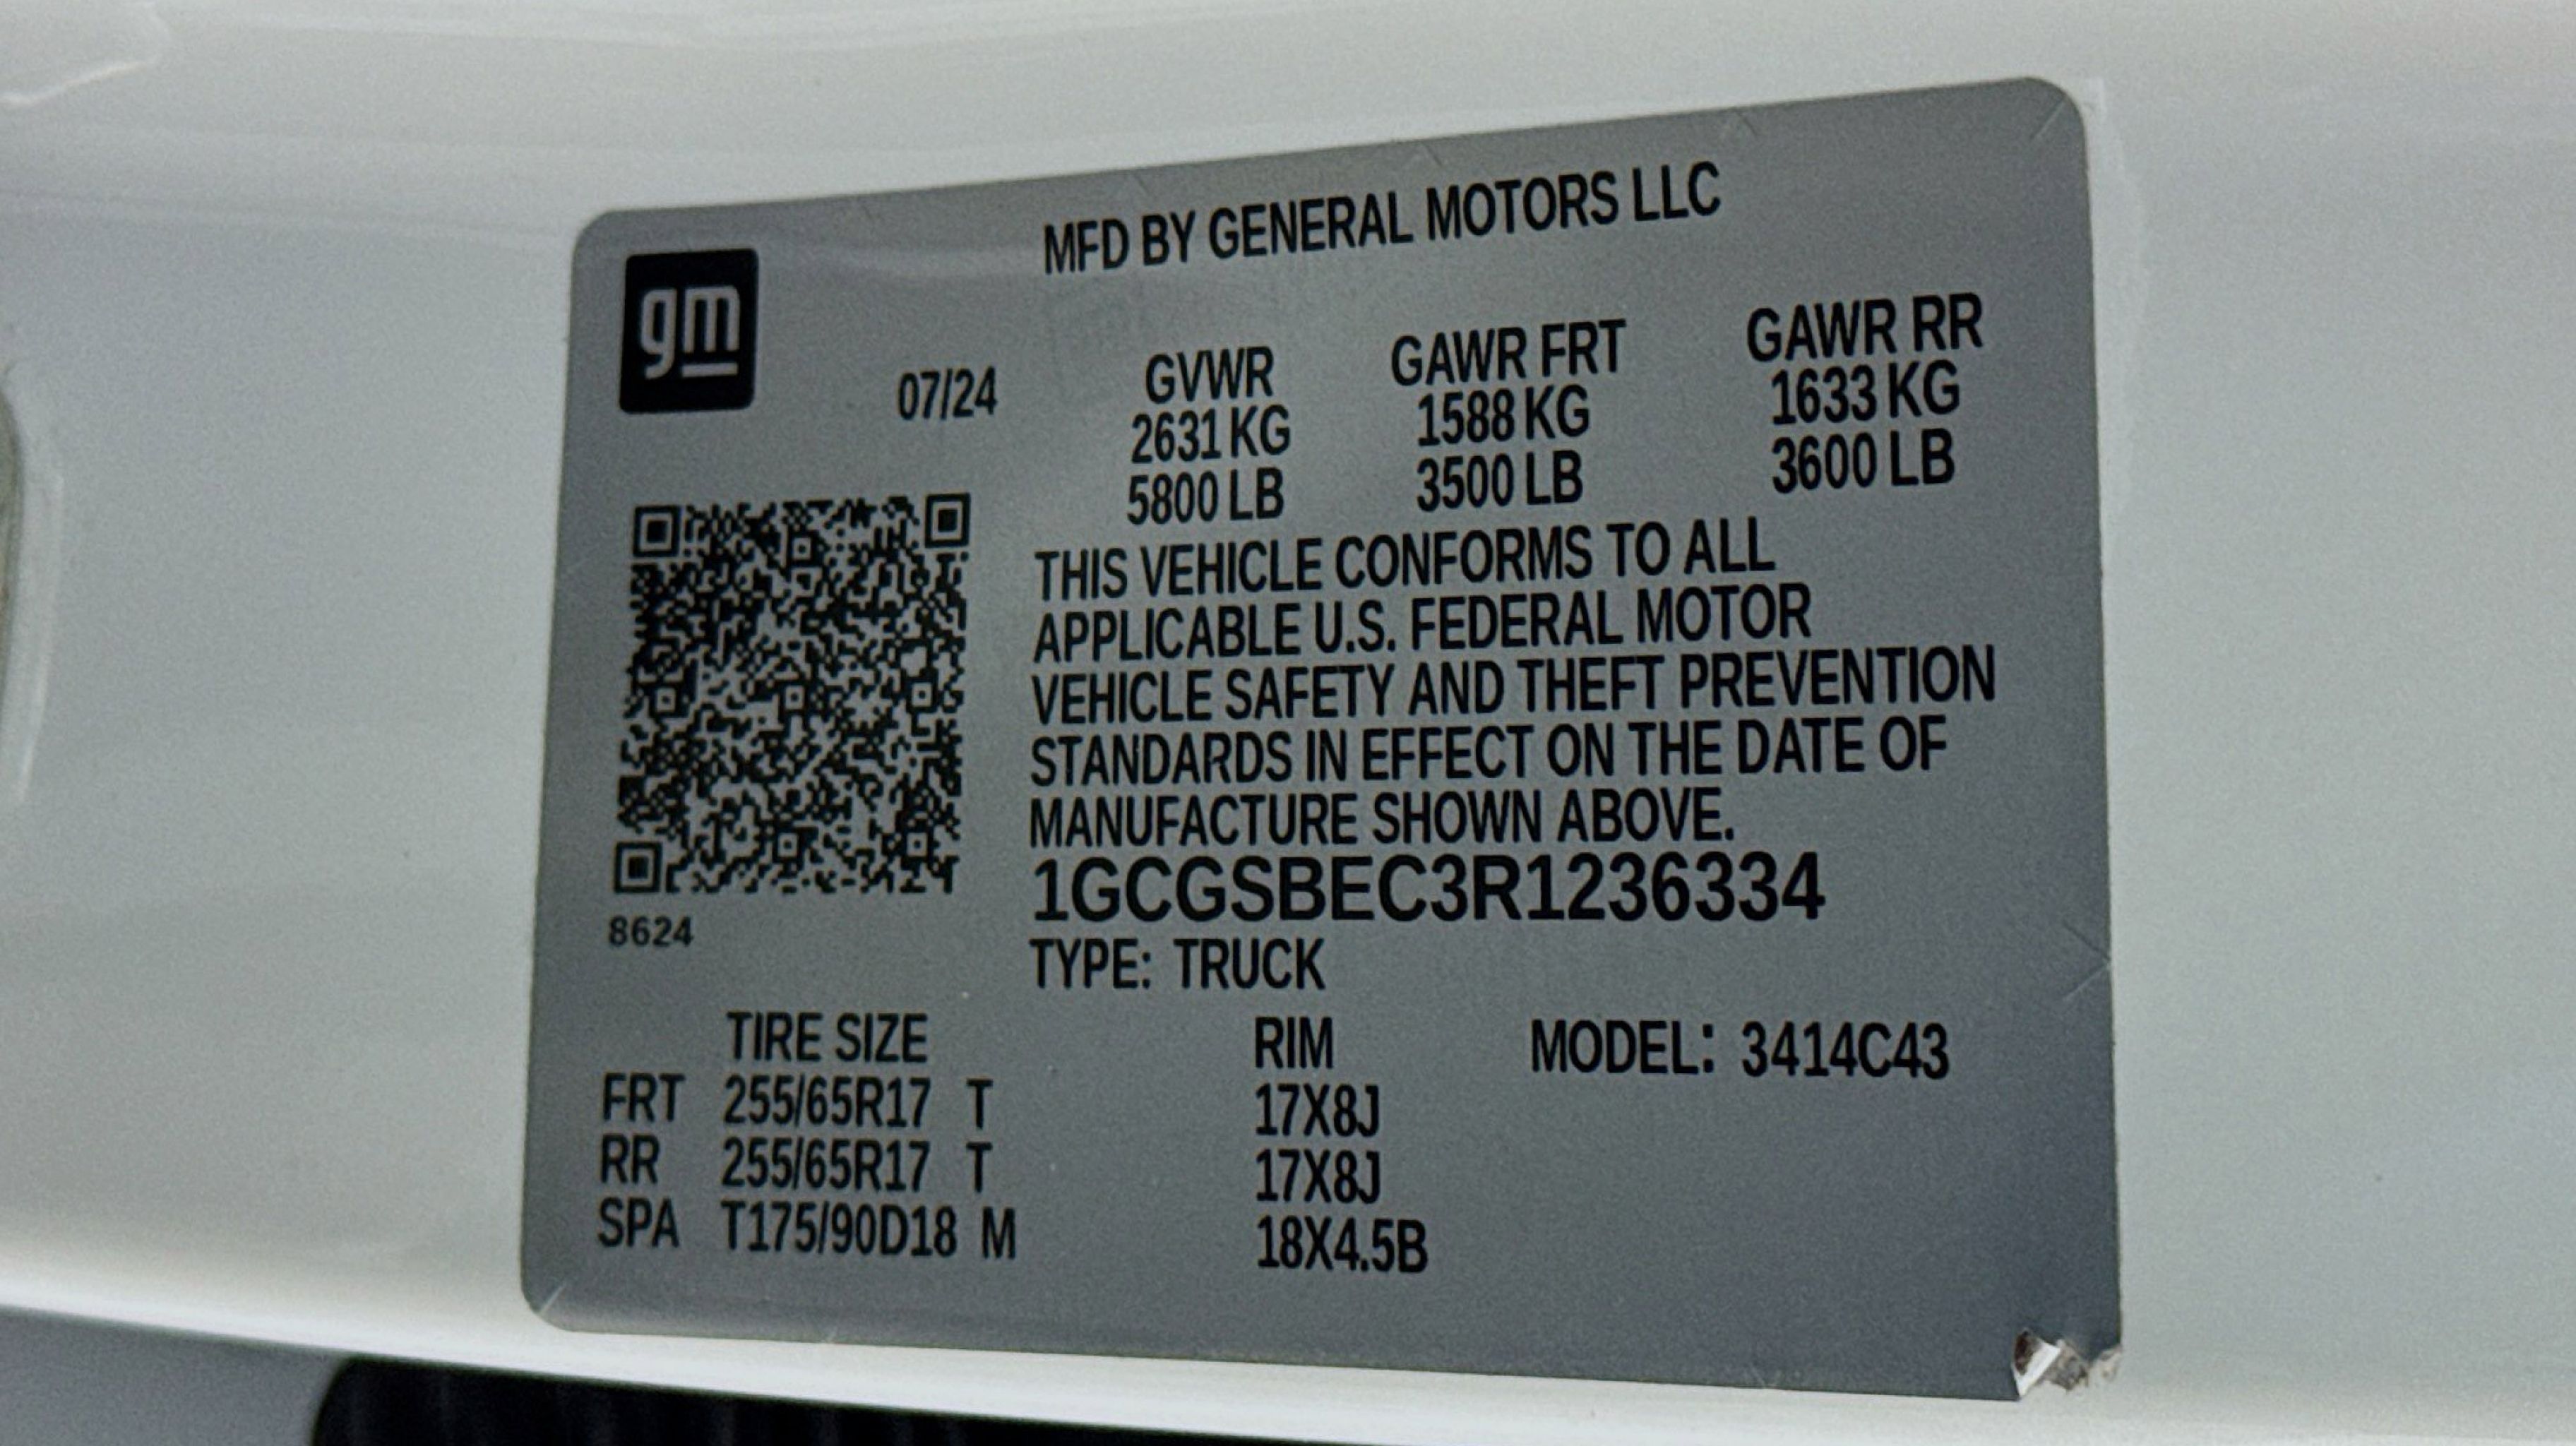 MFD BY GENERAL MOTORS LLC
gm
07/24
GVWR GAWR FRT GAWR RR
2631 KG 1588 KG 1633 KG
5800 LB 3500 LB 3600 LB
THIS VEHICLE CONFORMS TO ALL
APPLICABLE U.S. FEDERAL MOTOR
VEHICLE SAFETY AND THEFT PREVENTION
STANDARDS IN EFFECT ON THE DATE OF
MANUFACTURE SHOWN ABOVE.
1GCGSBEC3R1236334
8624
TYPE: TRUCK
TIRE SIZE RIM MODEL: 3414C43
FRT 255/65R17 T 17X8J
RR 255/65R17 T 17X8J
SPA T175/90D18 M 18X4.5B